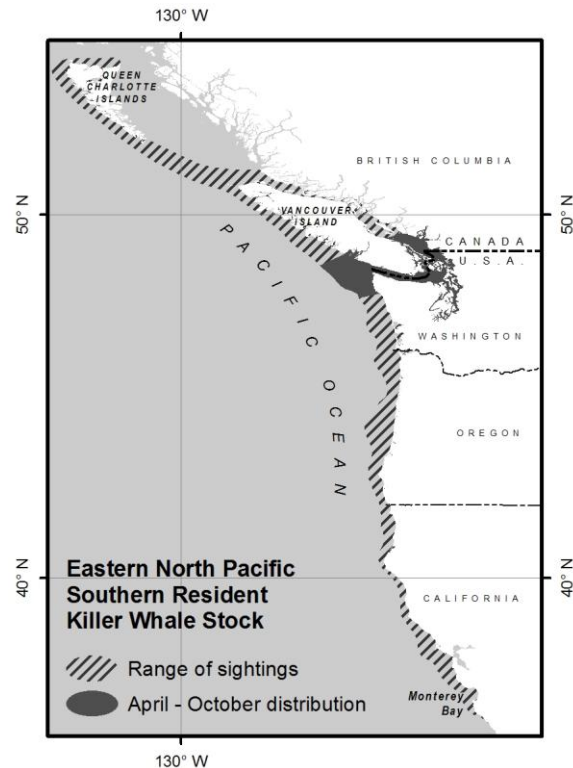 130° W
QUEEN
CHARLOTTE
ISLANDS
BRITISH COLUMBIA
50° N
VANCOUVER
ISLAND
50° N
CANADA
U.S.A.
PACIFIC OCEAN
WASHINGTON
OREGON
40° N
Eastern North Pacific
Southern Resident
Killer Whale Stock
40° N
CALIFORNIA
Range of sightings
April - October distribution
Monterey
Bay
130° W